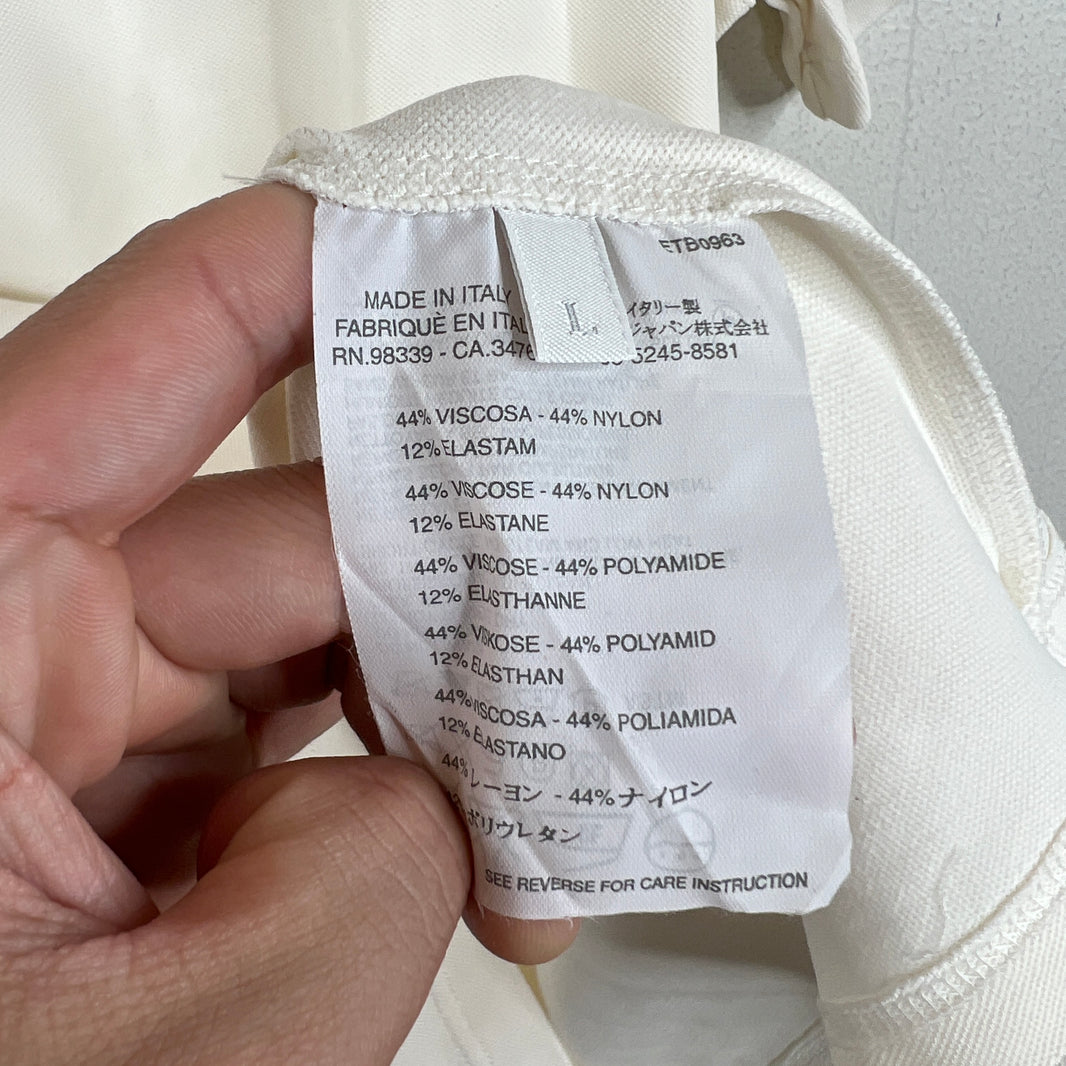 ETB0963
MADE IN ITALY
FABRIQUÈ EN ITAL
RN.98339 - CA.3476
L
イタリー製
ジャパン株式会社
5245-8581
44% VISCOSA - 44% NYLON
12% ELASTAM
44% VISCOSE - 44% NYLON
12% ELASTANE
44% VISCOSE - 44% POLYAMIDE
12% ELASTHANNE
44% VISKOSE - 44% POLYAMID
12% ELASTHAN
44% VISCOSA - 44% POLIAMIDA
12% ELASTANO
44% レーヨン - 44% ナイロン
ポリウレタン
SEE REVERSE FOR CARE INSTRUCTION